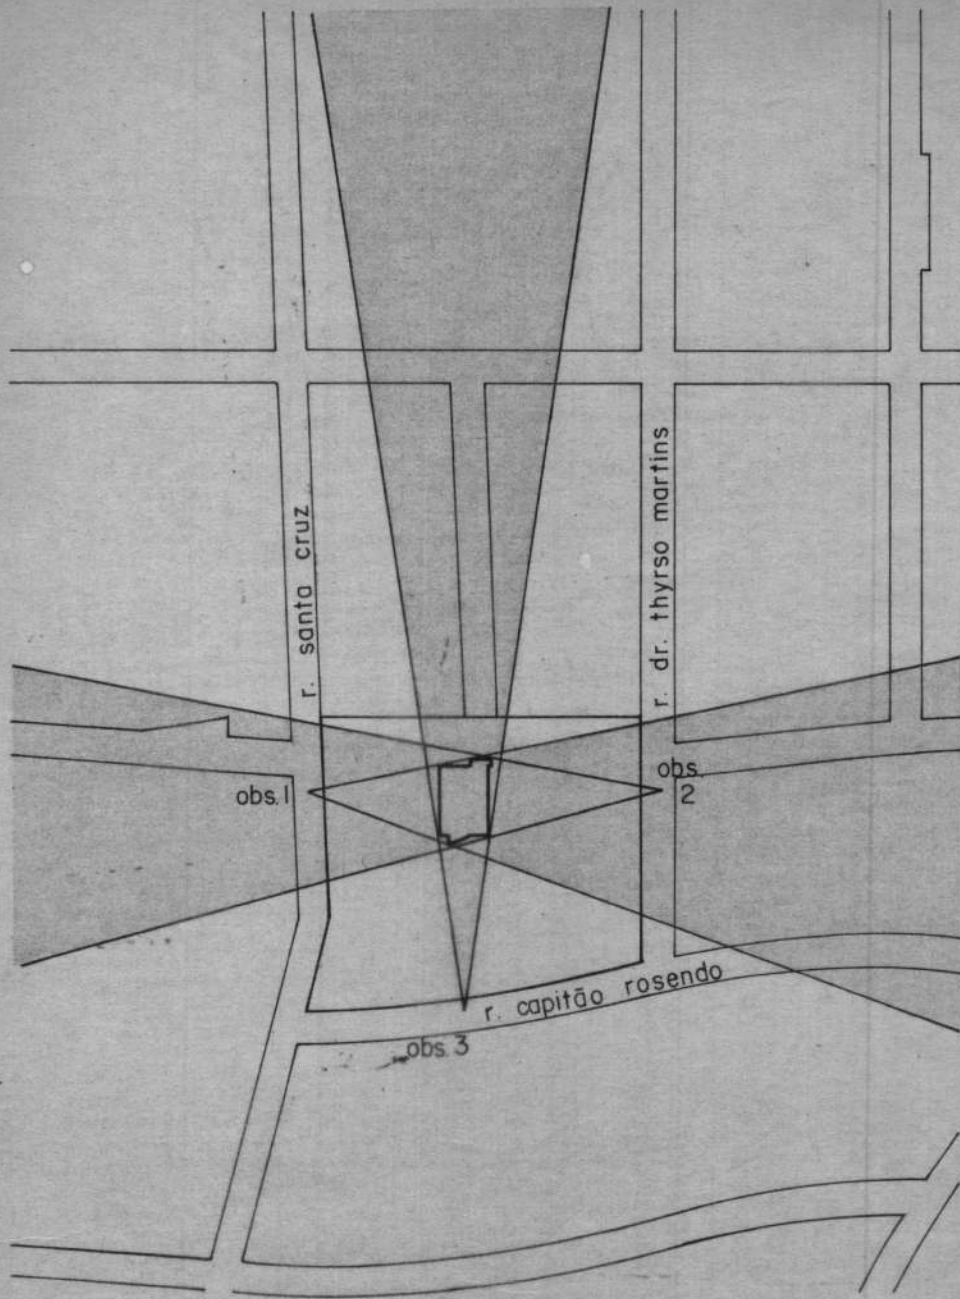 r. santa cruz
r. dr. thyrso martins
obs. 1
obs.
2
r. capitão rosendo
obs. 3